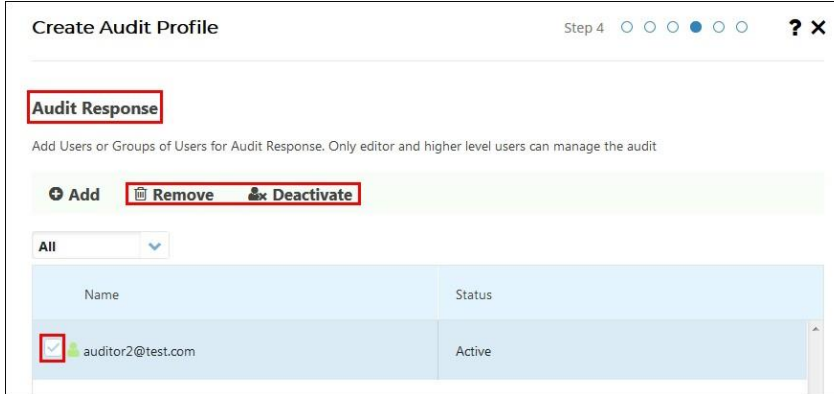 Create Audit Profile
Step 4
?
Audit Response
Add Users or Groups of Users for Audit Response. Only editor and higher level users can manage the audit
Add Remove Deactivate
All
Name Status
auditor2@test.com Active